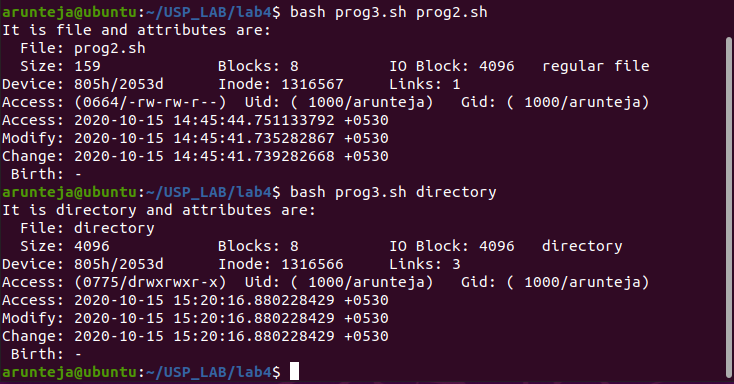 arunteja@ubuntu:~/USP_LAB/lab4$ bash prog3.sh prog2.sh
It is file and attributes are:
  File: prog2.sh
  Size: 159             Blocks: 8          IO Block: 4096   regular file
Device: 805h/2053d      Inode: 1316567     Links: 1
Access: (0664/-rw-rw-r--)  Uid: ( 1000/arunteja)   Gid: ( 1000/arunteja)
Access: 2020-10-15 14:45:44.751133792 +0530
Modify: 2020-10-15 14:45:41.735282867 +0530
Change: 2020-10-15 14:45:41.739282668 +0530
 Birth: -
arunteja@ubuntu:~/USP_LAB/lab4$ bash prog3.sh directory
It is directory and attributes are:
  File: directory
  Size: 4096            Blocks: 8          IO Block: 4096   directory
Device: 805h/2053d      Inode: 1316566     Links: 3
Access: (0775/drwxrwxr-x)  Uid: ( 1000/arunteja)   Gid: ( 1000/arunteja)
Access: 2020-10-15 15:20:16.880228429 +0530
Modify: 2020-10-15 15:20:16.880228429 +0530
Change: 2020-10-15 15:20:16.880228429 +0530
 Birth: -
arunteja@ubuntu:~/USP_LAB/lab4$